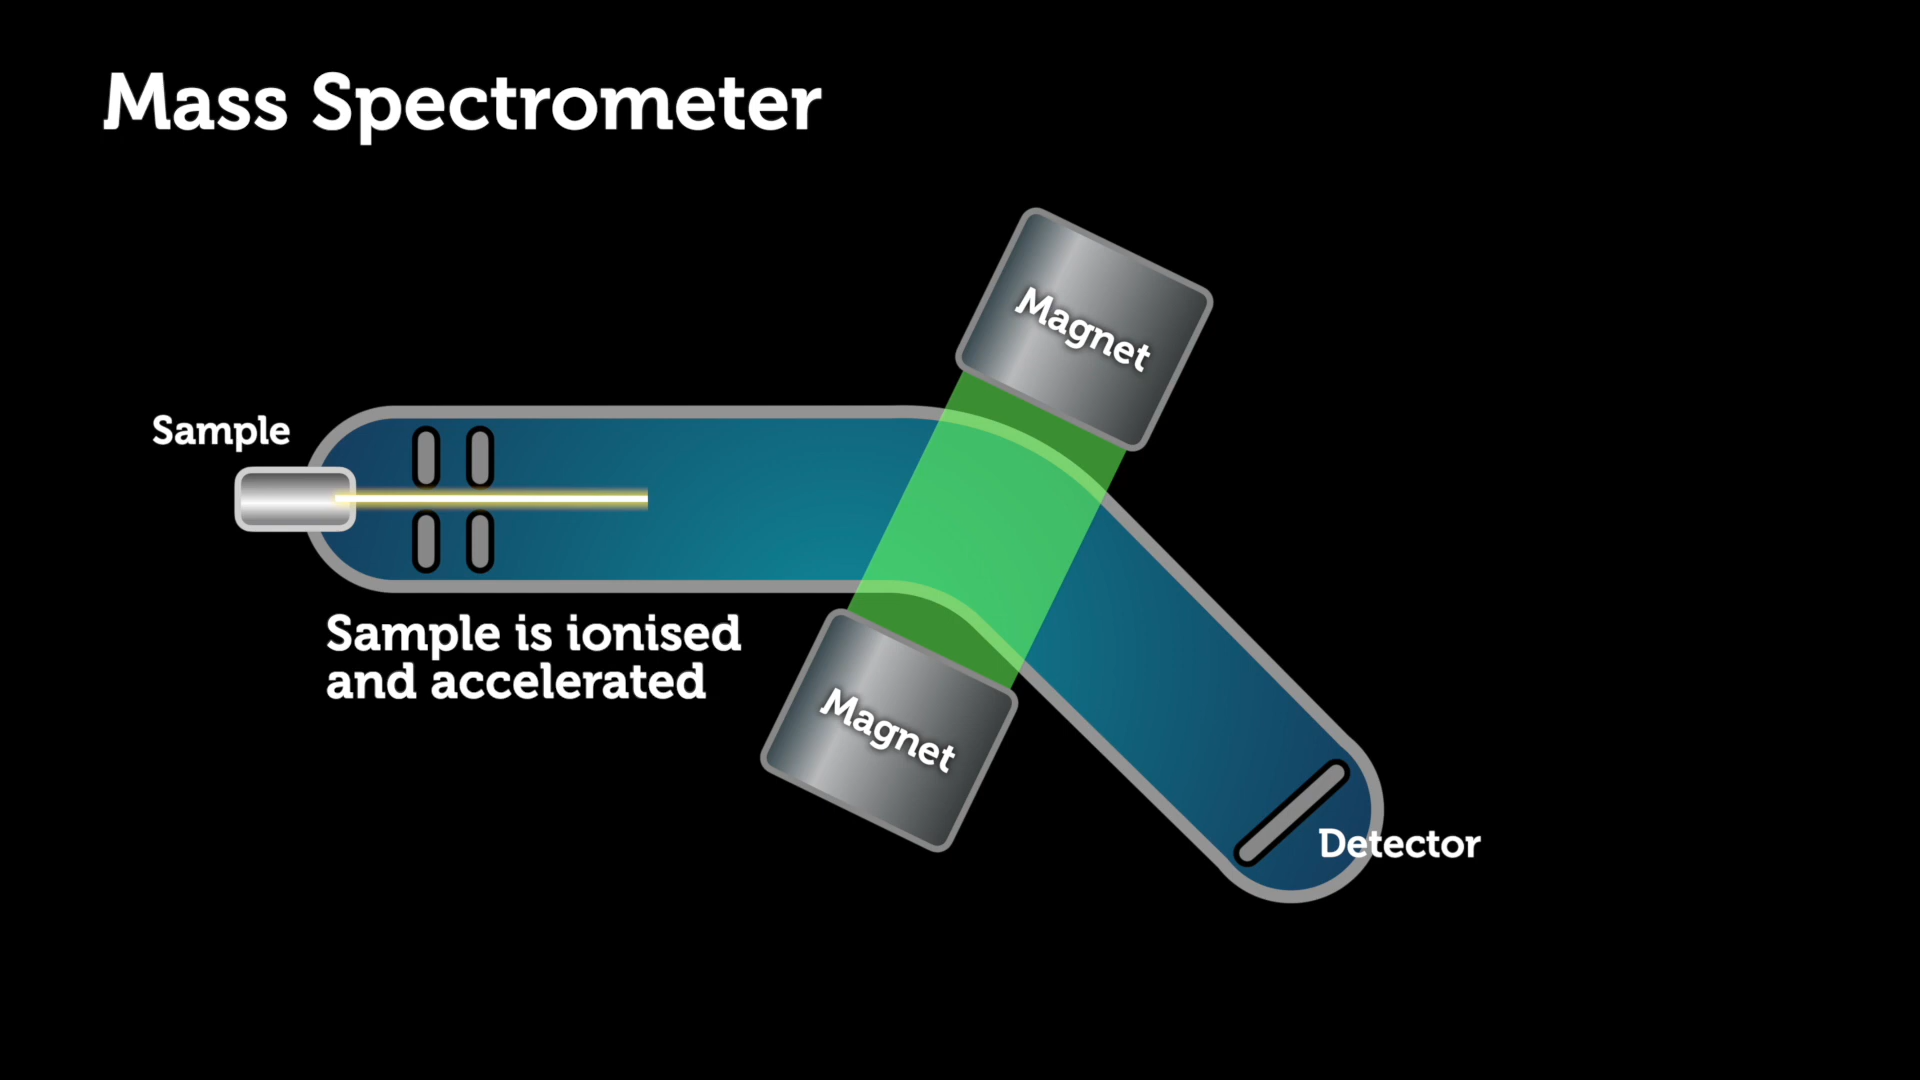 Mass Spectrometer
Magnet
Sample
Sample is ionised
and accelerated
Magnet
Detector